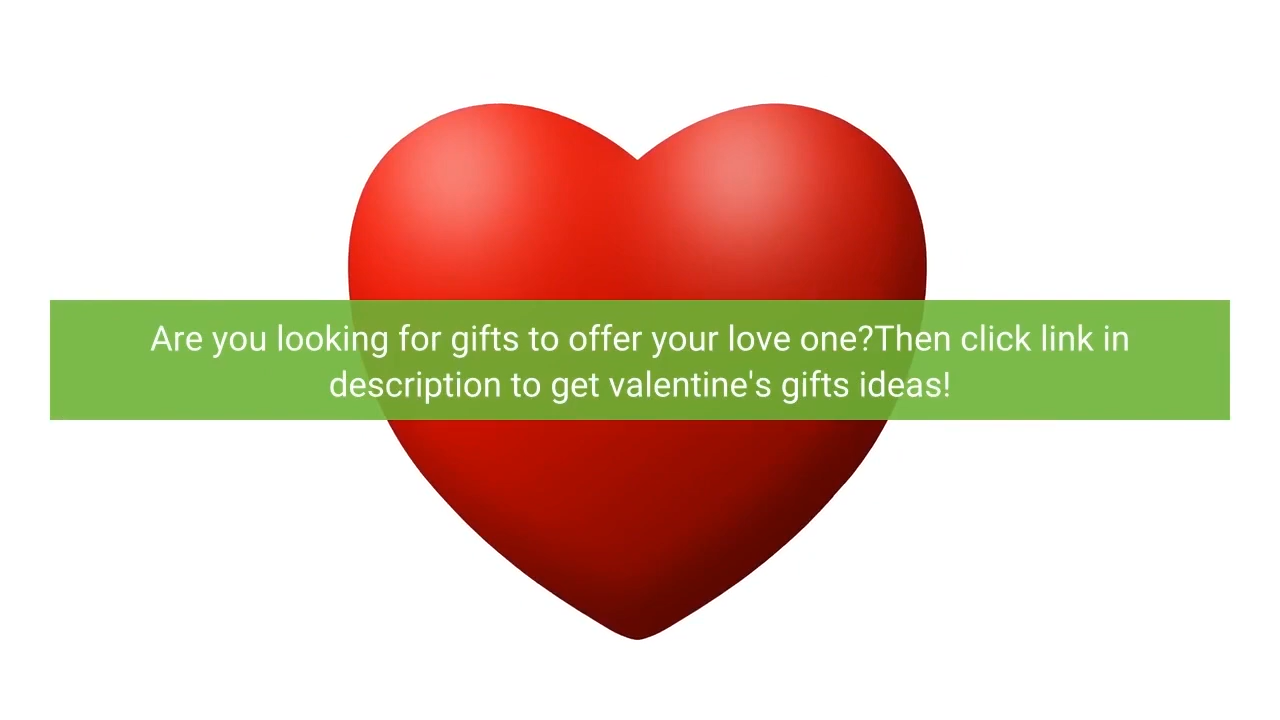 Are you looking for gifts to offer your love one?Then click link in
description to get valentine's gifts ideas!